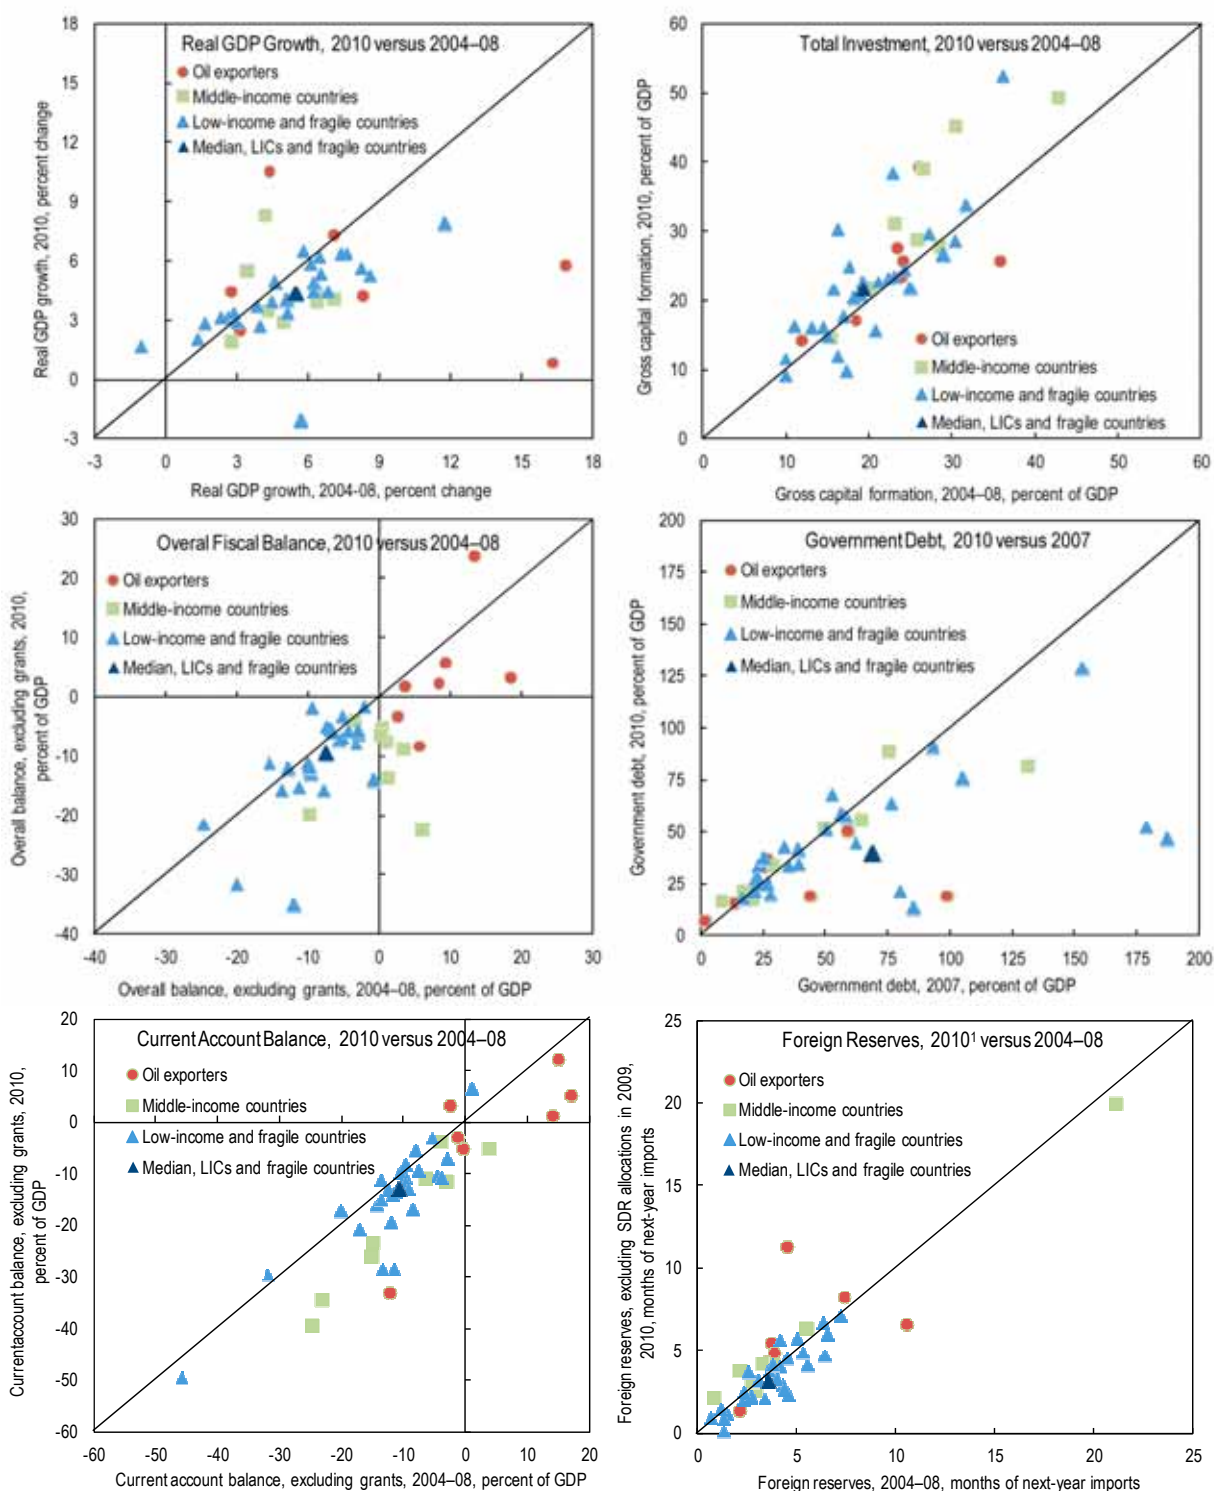 Real GDP Growth, 2010 versus 2004–08
Oil exporters
Middle-income countries
Low-income and fragile countries
Median, LICs and fragile countries
Real GDP growth, 2010, percent change
18
15
12
9
6
3
0
-3
-3 0 3 6 9 12 15 18
Real GDP growth, 2004-08, percent change
Total Investment, 2010 versus 2004–08
Oil exporters
Middle-income countries
Low-income and fragile countries
Median, LICs and fragile countries
Gross capital formation, 2010, percent of GDP
60
50
40
30
20
10
0
0 10 20 30 40 50 60
Gross capital formation, 2004–08, percent of GDP
Overal Fiscal Balance, 2010 versus 2004–08
Oil exporters
Middle-income countries
Low-income and fragile countries
Median, LICs and fragile countries
Overall balance, excluding grants, 2010,
percent of GDP
30
20
10
0
-10
-20
-30
-40
-40 -30 -20 -10 0 10 20 30
Overall balance, excluding grants, 2004–08, percent of GDP
Government Debt, 2010 versus 2007
Oil exporters
Middle-income countries
Low-income and fragile countries
Median, LICs and fragile countries
Government debt, 2010, percent of GDP
200
175
150
125
100
75
50
25
0
0 25 50 75 100 125 150 175 200
Government debt, 2007, percent of GDP
Current Account Balance, 2010 versus 2004–08
Oil exporters
Middle-income countries
Low-income and fragile countries
Median, LICs and fragile countries
Currentaccount balance, excluding grants, 2010,
percent of GDP
20
10
0
-10
-20
-30
-40
-50
-60
-60 -50 -40 -30 -20 -10 0 10 20
Current account balance, excluding grants, 2004–08, percent of GDP
Foreign Reserves, 2010¹ versus 2004–08
Oil exporters
Middle-income countries
Low-income and fragile countries
Median, LICs and fragile countries
Foreign reserves, excluding SDR allocations in 2009,
2010, months of next-year imports
25
20
15
10
5
0
0 5 10 15 20 25
Foreign reserves, 2004–08, months of next-year imports